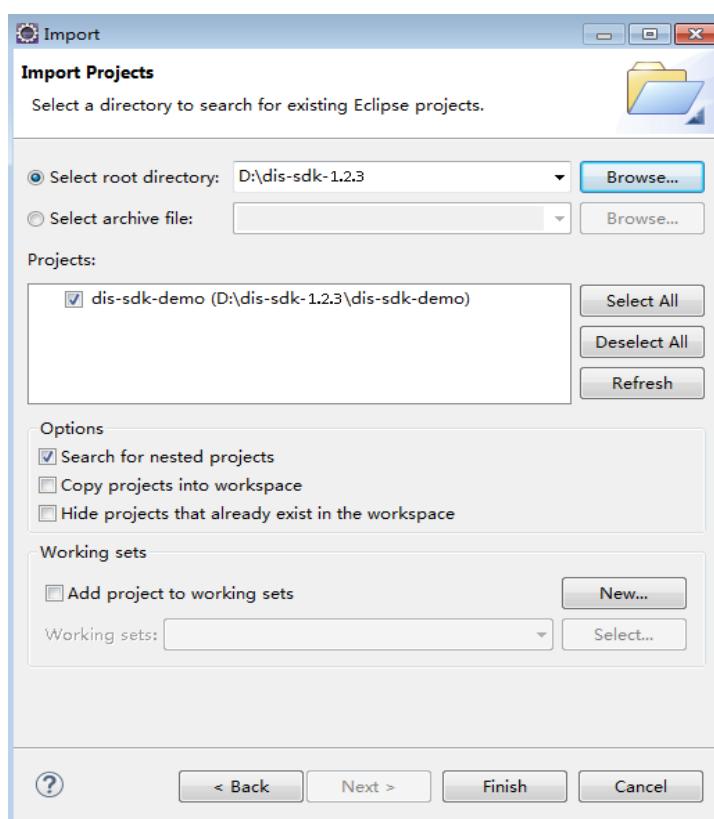 Import
Import Projects
Select a directory to search for existing Eclipse projects.
Select root directory: D:\dis-sdk-1.2.3 Browse...
Select archive file: Browse...
Projects:
dis-sdk-demo (D:\dis-sdk-1.2.3\dis-sdk-demo)
Select All
Deselect All
Refresh
Options
Search for nested projects
Copy projects into workspace
Hide projects that already exist in the workspace
Working sets
Add project to working sets New...
Working sets: Select...
? < Back Next > Finish Cancel